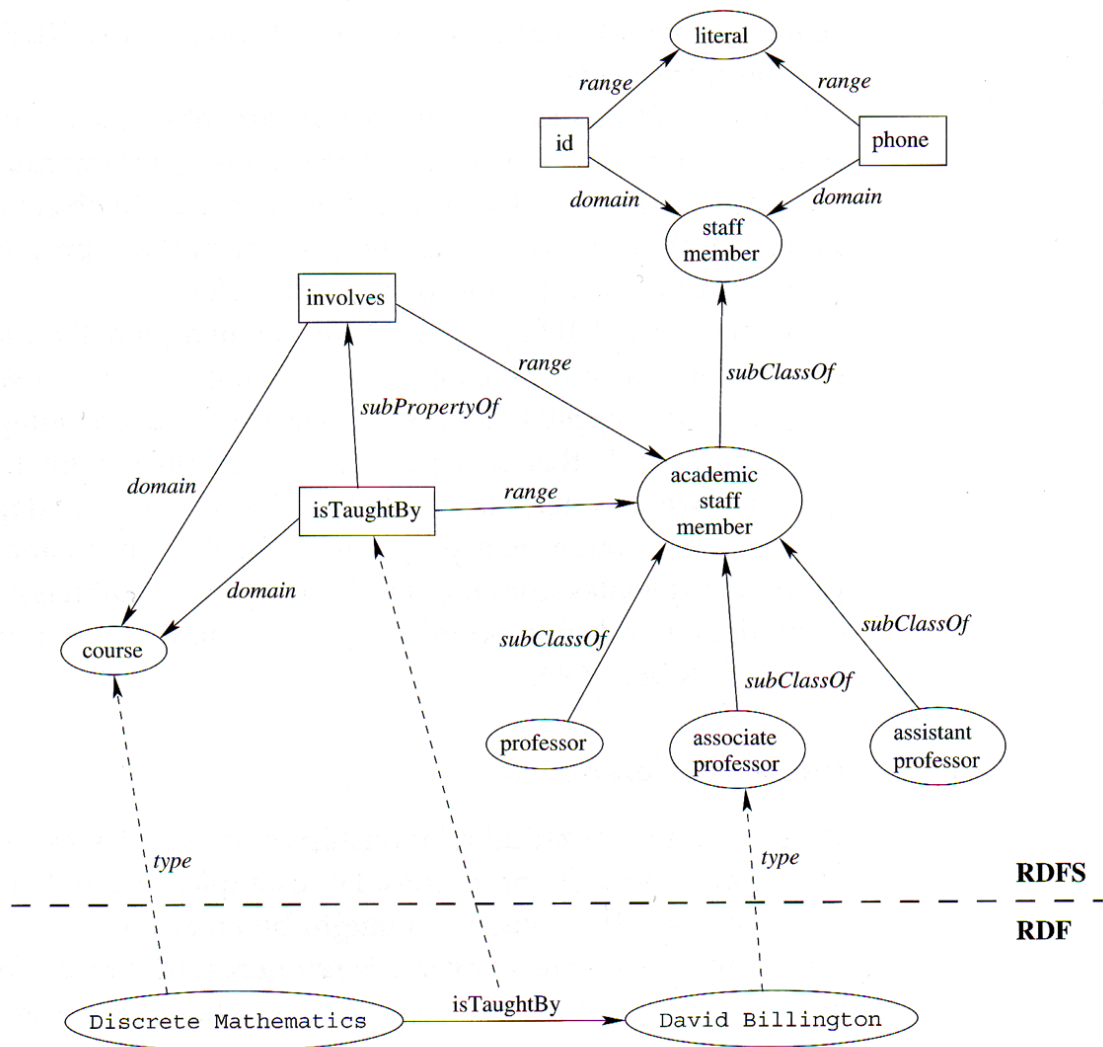 literal
range
range
id
phone
domain
domain
staff
member
involves
range
subClassOf
subPropertyOf
domain
academic
staff
member
range
isTaughtBy
domain
subClassOf
subClassOf
course
subClassOf
professor
associate
professor
assistant
professor
type
type
RDFS
RDF
isTaughtBy
Discrete Mathematics
David Billington